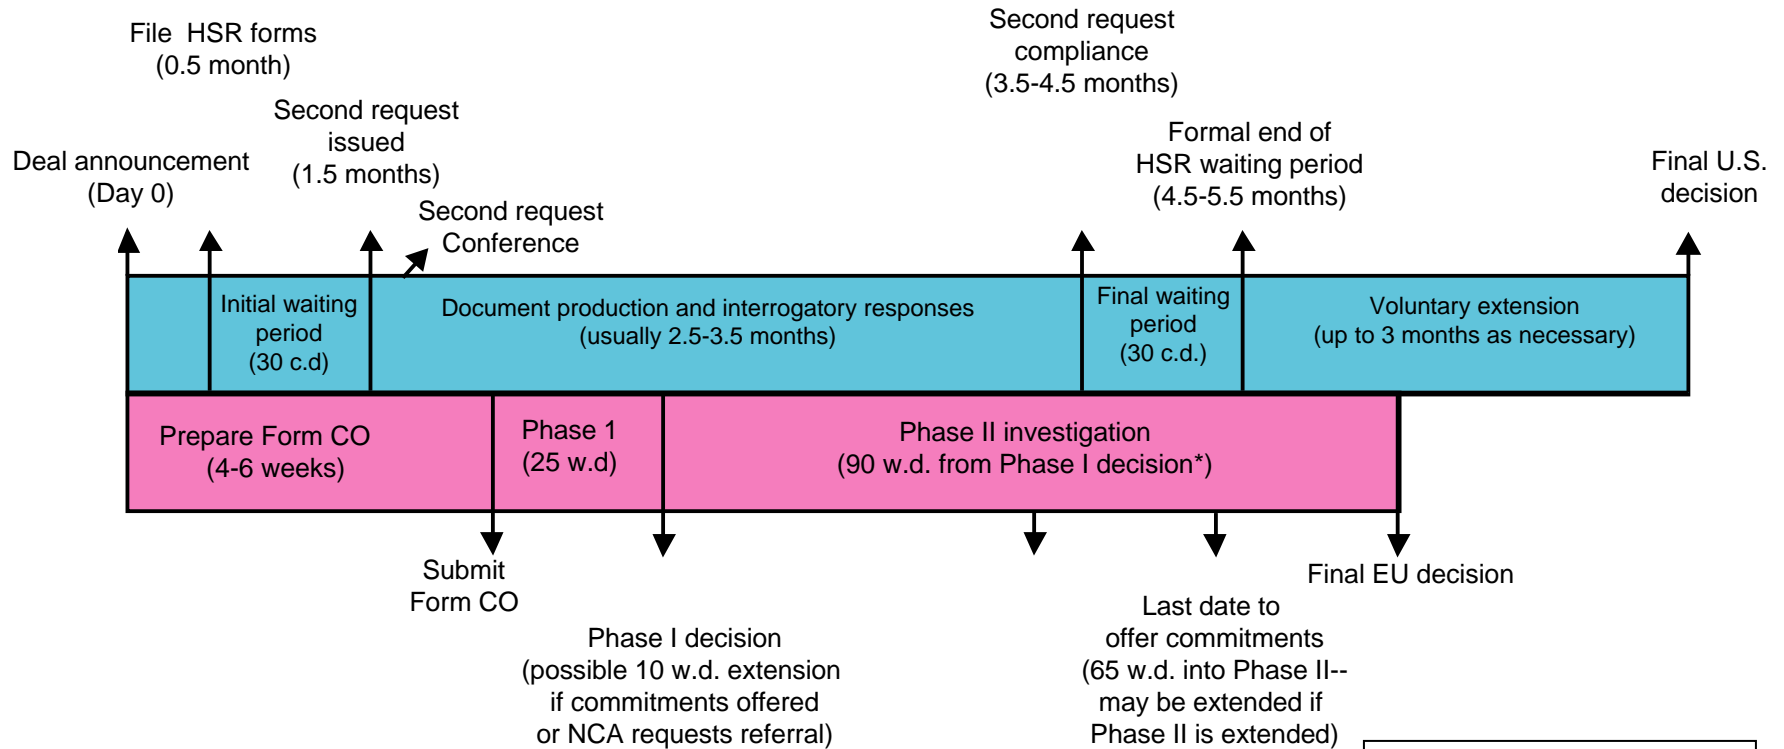 File HSR forms
(0.5 month)
Second request
compliance
(3.5-4.5 months)
Second request
issued
(1.5 months)
Formal end of
HSR waiting period
(4.5-5.5 months)
Deal announcement
(Day 0)
Final U.S.
decision
Second request
Conference
Initial waiting
period
(30 c.d)
Document production and interrogatory responses
(usually 2.5-3.5 months)
Final waiting
period
(30 c.d.)
Voluntary extension
(up to 3 months as necessary)
Prepare Form CO
(4-6 weeks)
Phase 1
(25 w.d)
Phase II investigation
(90 w.d. from Phase I decision*)
Submit
Form CO
Final EU decision
Phase I decision
(possible 10 w.d. extension
if commitments offered
or NCA requests referral)
Last date to
offer commitments
(65 w.d. into Phase II--
may be extended if
Phase II is extended)